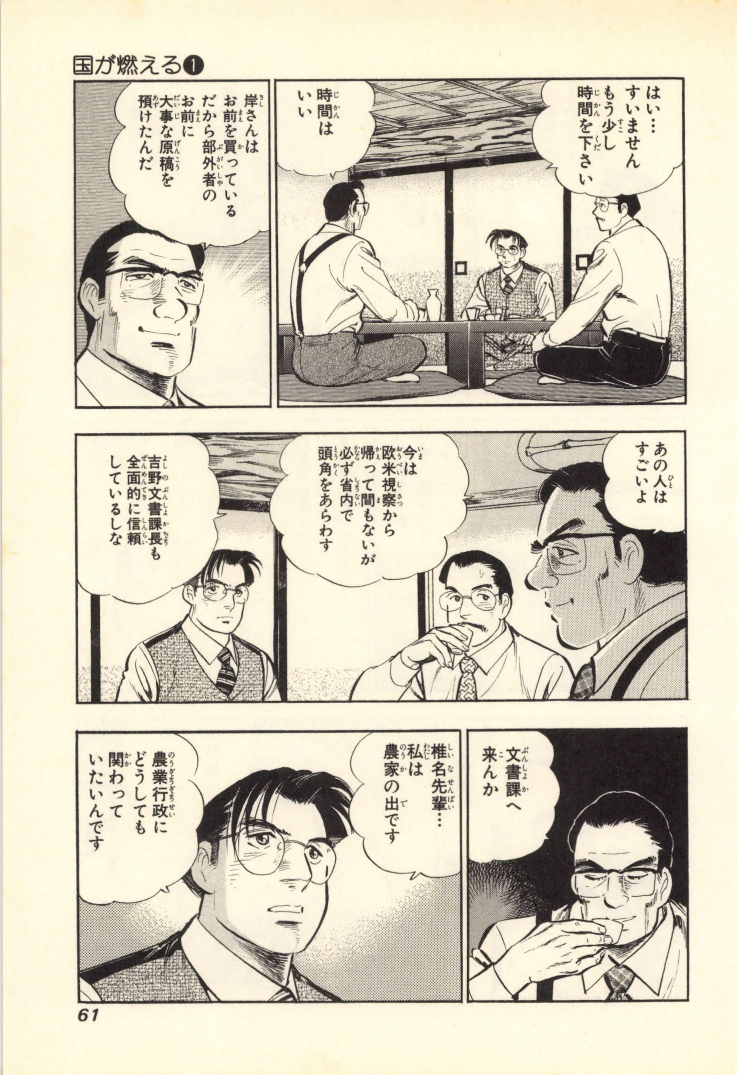 国が燃える❶
はい…
すいません
もう少し
時間を下さい
時間は
いい
岸さんは
お前を買っている
だから部外者の
お前に
大事な原稿を
預けたんだ
あの人は
すごいよ
今は
欧米視察から
帰って間もないが
必ず省内で
頭角をあらわす
吉野文書課長も
全面的に信頼
しているしな
文書課へ
来んか
椎名先輩…
私は
農家の出です
農業行政に
どうしても
関わって
いたいんです
61